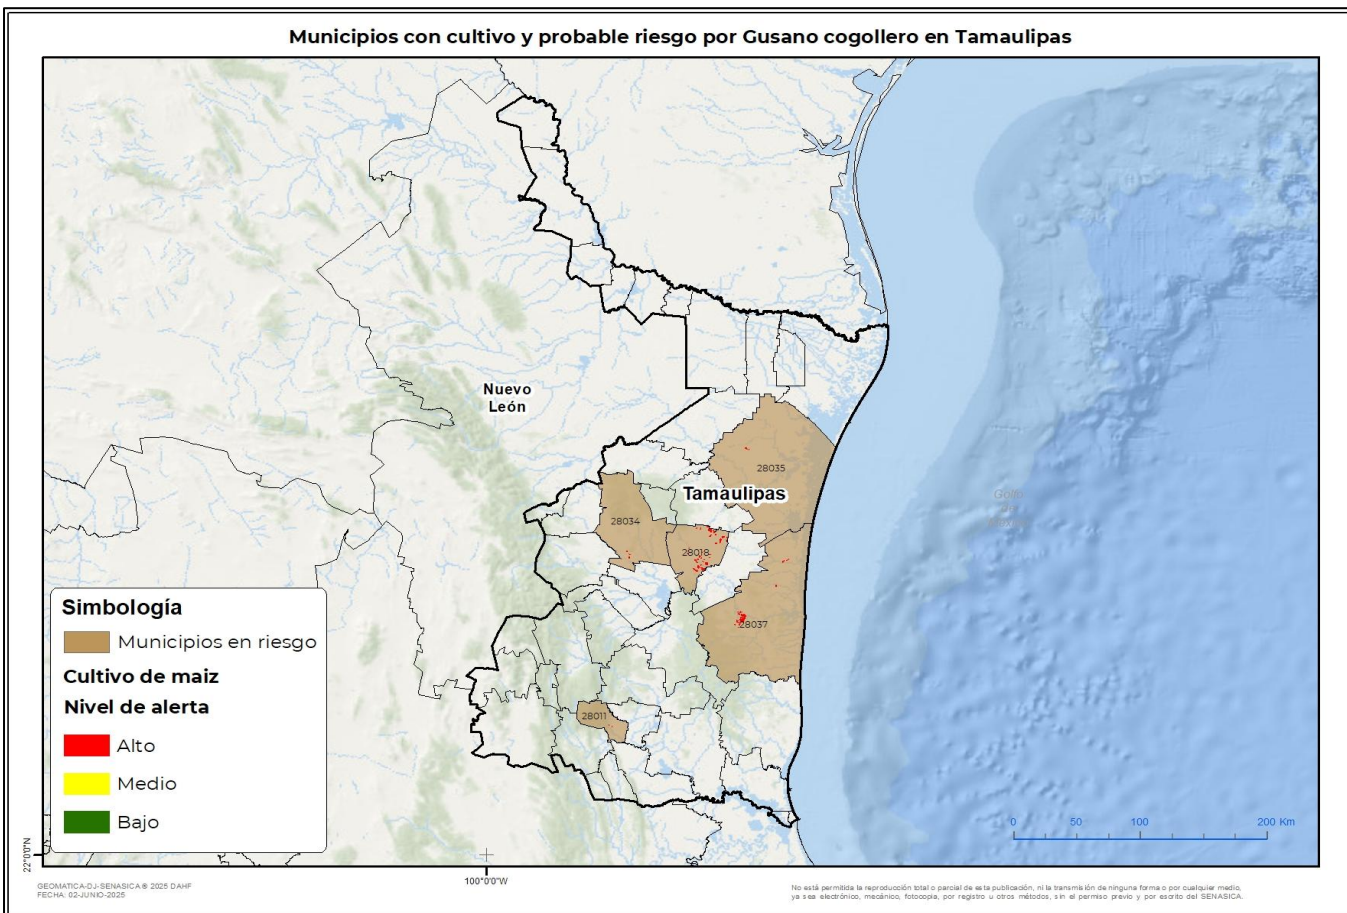 Municipios con cultivo y probable riesgo por Gusano cogollero en Tamaulipas
Nuevo
León
28035
Tamaulipas
28034
28018
28037
28011
Golfo
de
Simbología
Municipios en riesgo
Cultivo de maiz
Nivel de alerta
Alto
Medio
Bajo
0 50 100 200 Km
22°0'0"N
100°0'0"W
GEOMATICA-DJ-SENASICA ® 2025 DAHF
FECHA: 02-JUNIO-2025
No está permitida la reproducción total o parcial de esta publicación, ni la transmisión de ninguna forma o por cualquier medio,
ya sea electrónico, mecánico, fotocopia, por registro u otros métodos, sin el permiso previo y por escrito del SENASICA.